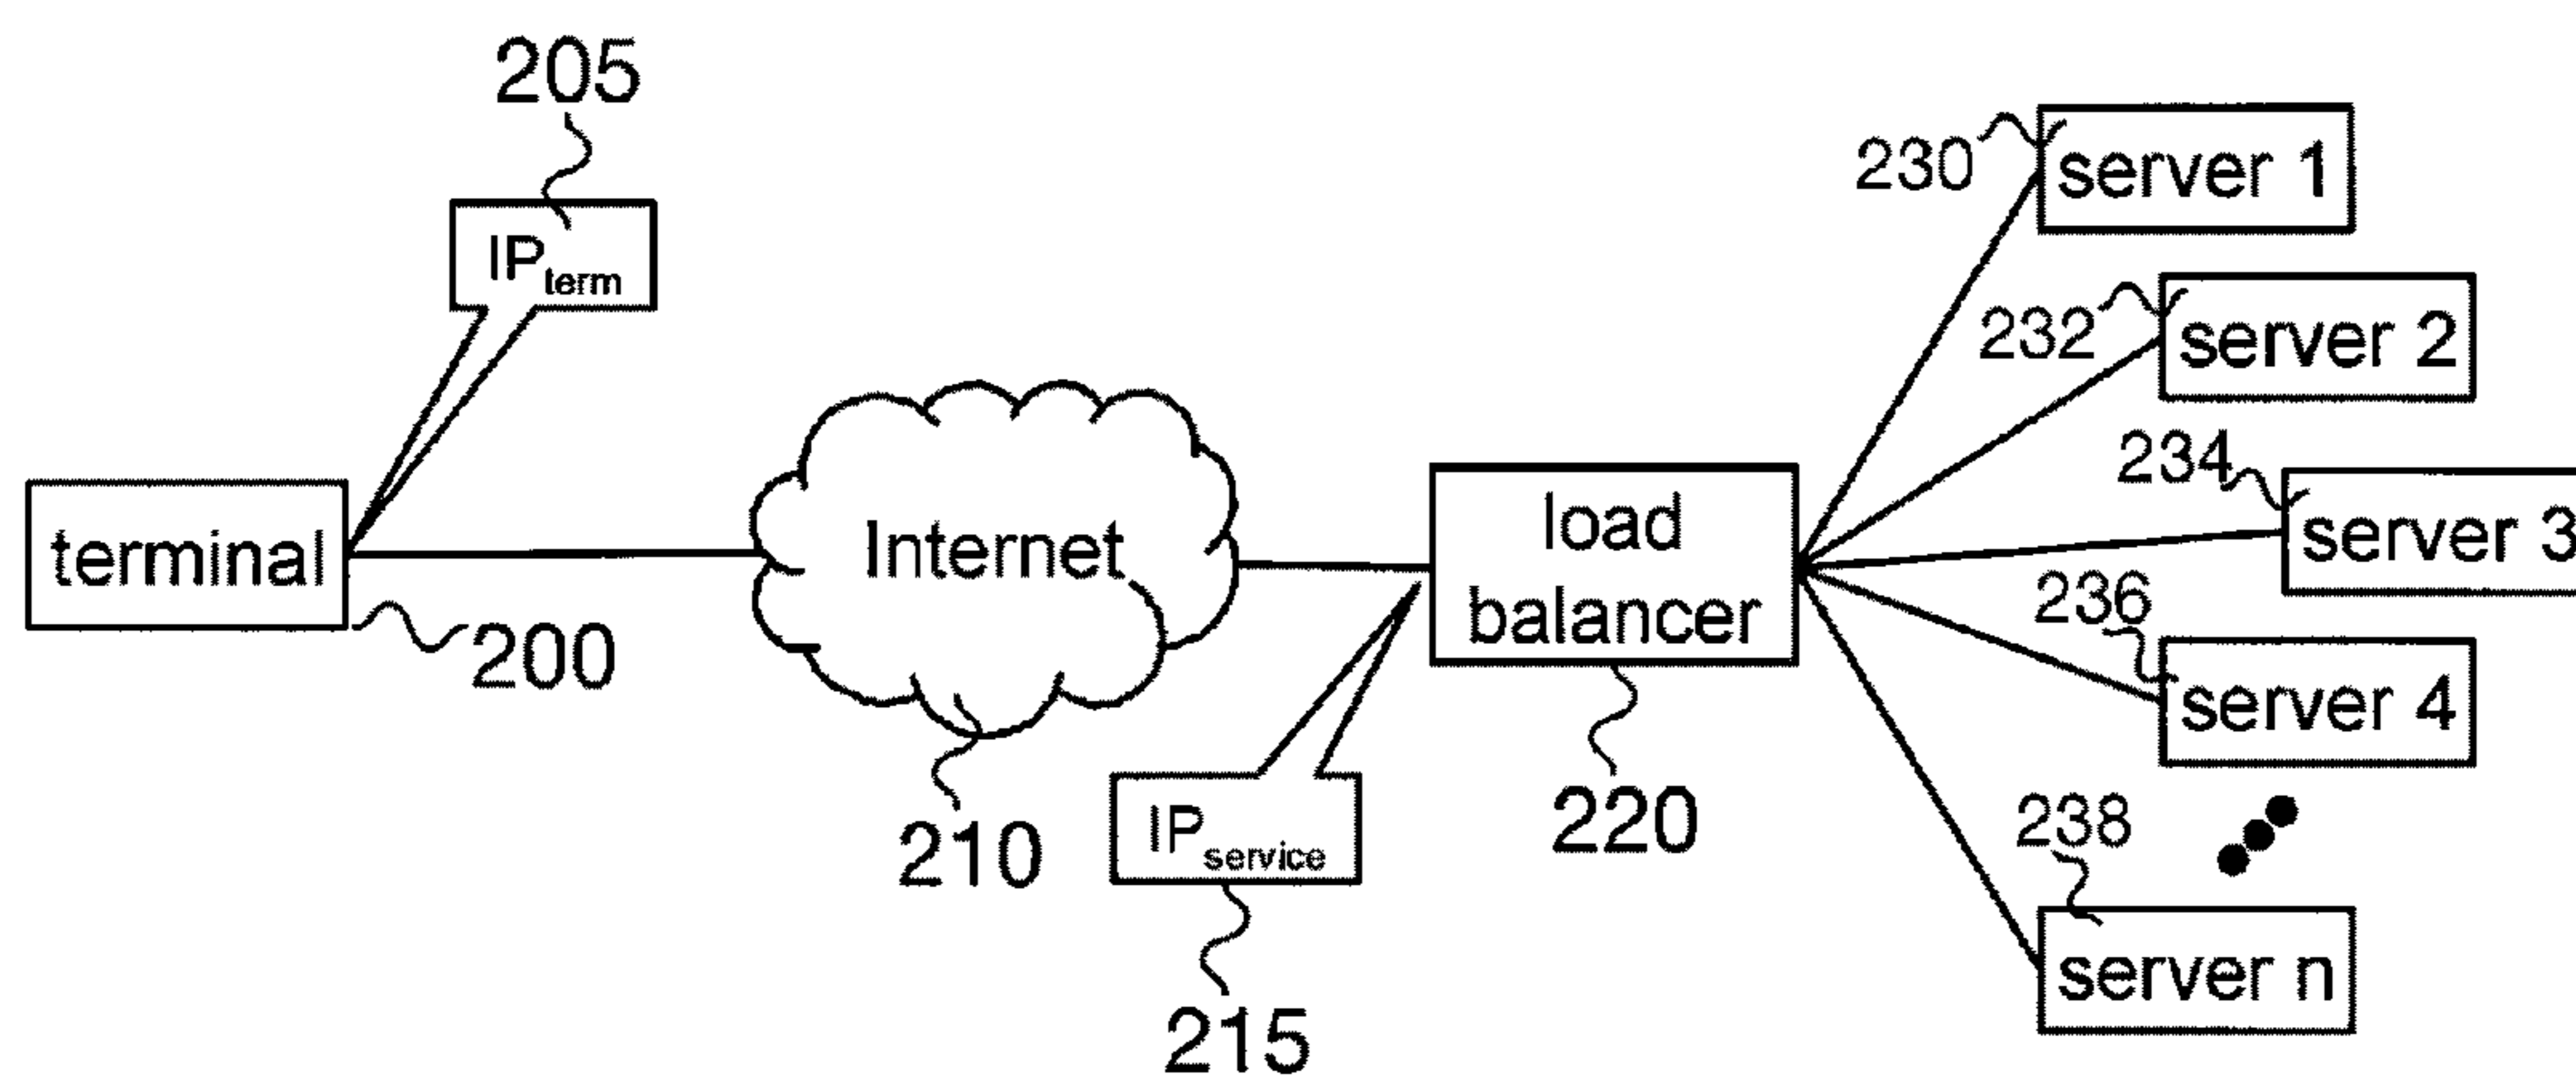 205
IPterm
terminal
200
Internet
210
IPservice
215
load
balancer
220
230
server 1
232
server 2
234
server 3
236
server 4
238
server n